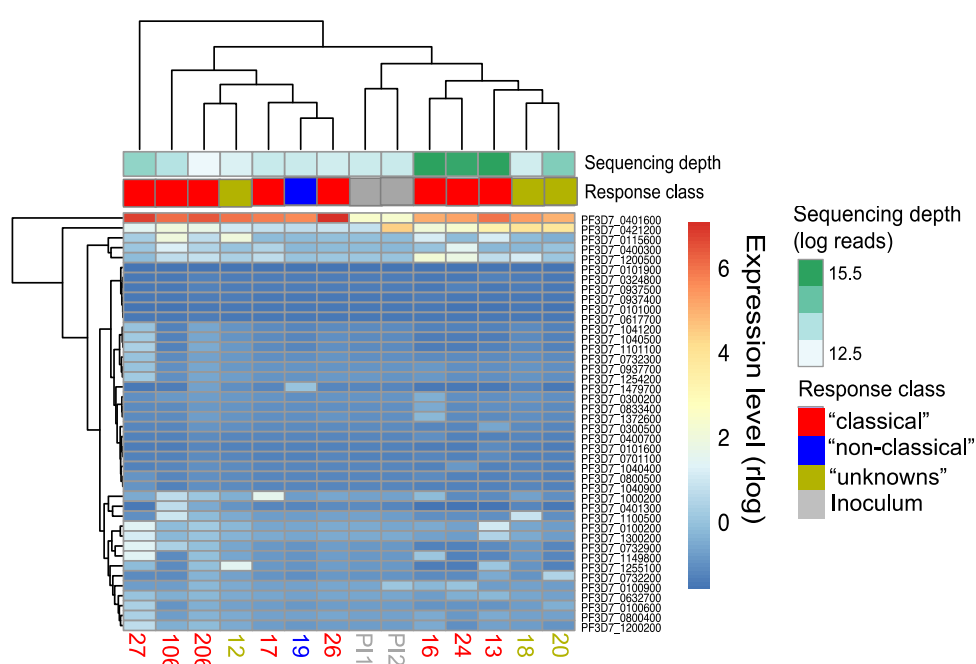 Sequencing depth
Response class
PF3D7_0401600
PF3D7_0421200
PF3D7_0115600
PF3D7_0400300
PF3D7_1200500
PF3D7_0101900
PF3D7_0324800
PF3D7_0937500
PF3D7_0937400
PF3D7_0101000
PF3D7_0617400
PF3D7_1041200
PF3D7_1040500
PF3D7_1101100
PF3D7_0732300
PF3D7_0937700
PF3D7_1254200
PF3D7_1479700
PF3D7_0300200
PF3D7_0833400
PF3D7_1372600
PF3D7_0300500
PF3D7_0400700
PF3D7_0101600
PF3D7_0701100
PF3D7_1040400
PF3D7_0800500
PF3D7_1040900
PF3D7_1000200
PF3D7_0401300
PF3D7_1100500
PF3D7_0100200
PF3D7_1300200
PF3D7_0732900
PF3D7_1149800
PF3D7_1255100
PF3D7_0732200
PF3D7_0100900
PF3D7_0632700
PF3D7_0100600
PF3D7_0800400
PF3D7_1200200
27 106 206 12 17 19 26 PI1 PI2 16 24 13 18 20
6
4
2
0
Expression level (rlog)
Sequencing depth
(log reads)
15.5
12.5
Response class
“classical”
“non-classical”
“unknowns”
Inoculum